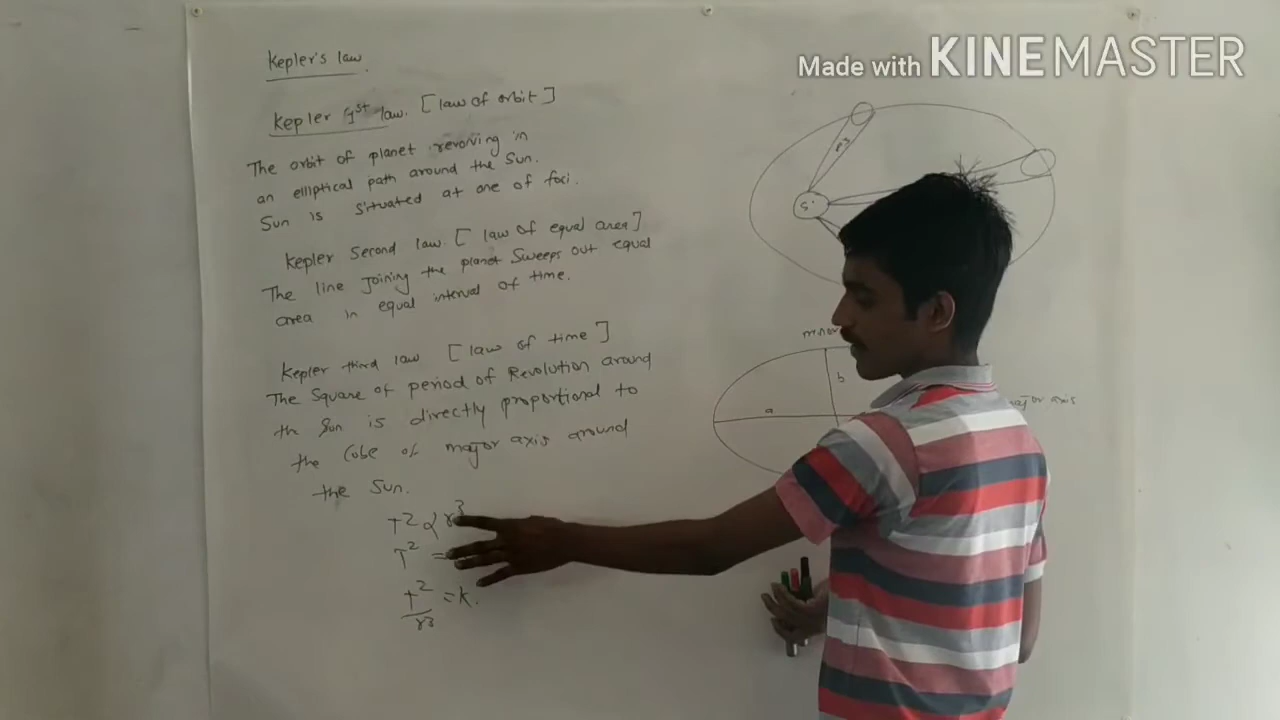 Made with KINEMASTER
Kepler's law.
Kepler 1st law. [law of orbit]
The orbit of planet revolving in
an elliptical path around the Sun.
Sun is situated at one of foci.
Kepler Second law. [law of equal area]
The line joining the planet sweeps out equal
area in equal interval of time.
Kepler third law [law of time]
The Square of period of Revolution around
th Sun is directly proportional to
the Cobe of major axis around
the Sun.
T² ∝ r³
T² =
T²/r³ = k.
S
b
a
major axis